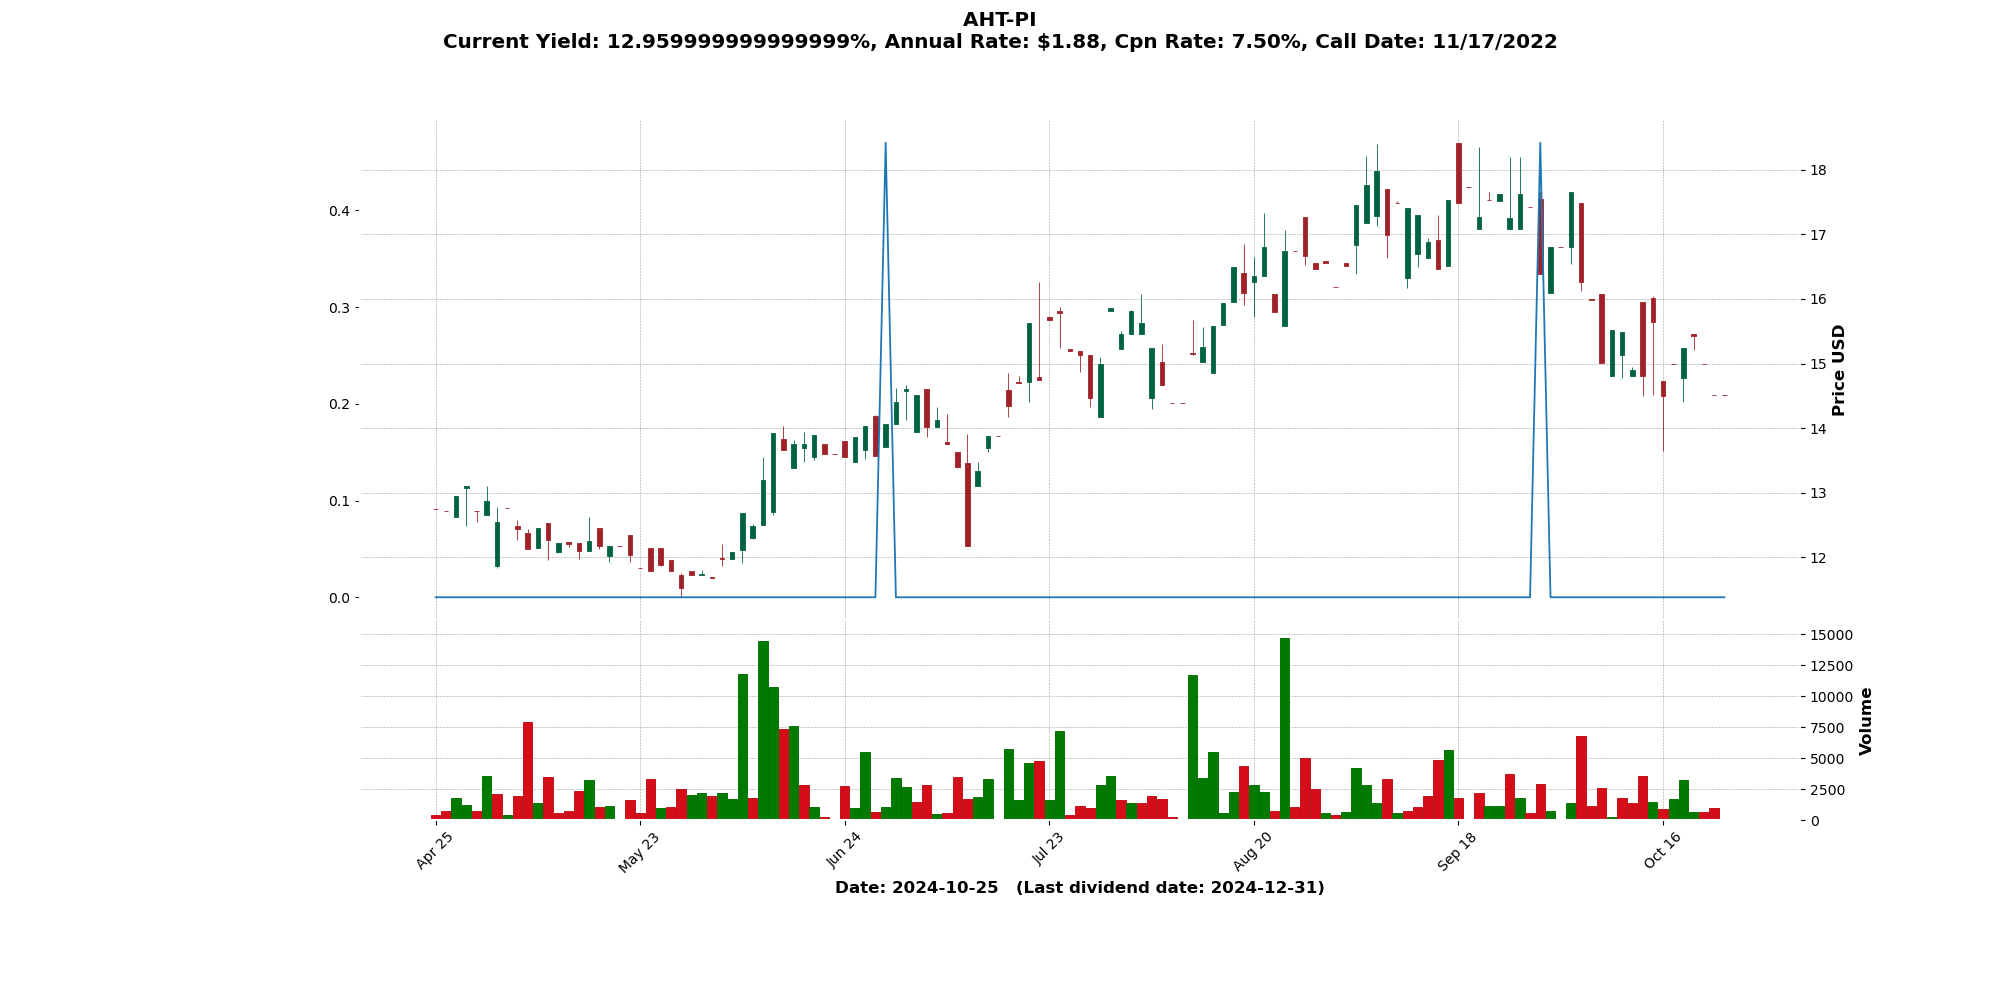 AHT-PI
Current Yield: 12.959999999999999%, Annual Rate: $1.88, Cpn Rate: 7.50%, Call Date: 11/17/2022
0.4
0.3
0.2
0.1
0.0
18
17
16
15
14
13
12
Price USD
15000
12500
10000
7500
5000
2500
0
Volume
Apr 25
May 23
Jun 24
Jul 23
Aug 20
Sep 18
Oct 16
Date: 2024-10-25 (Last dividend date: 2024-12-31)